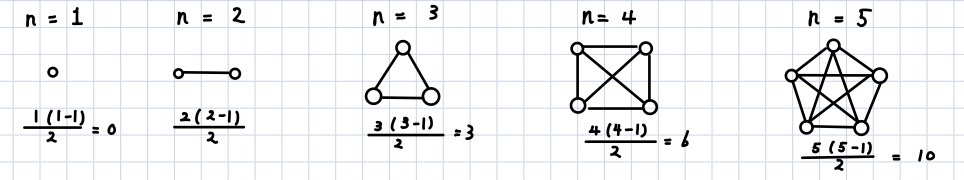 n = 1
n = 2
n = 3
n = 4
n = 5
1(1-1)/2 = 0
2(2-1)/2
3(3-1)/2 = 3
4(4-1)/2 = 6
5(5-1)/2 = 10